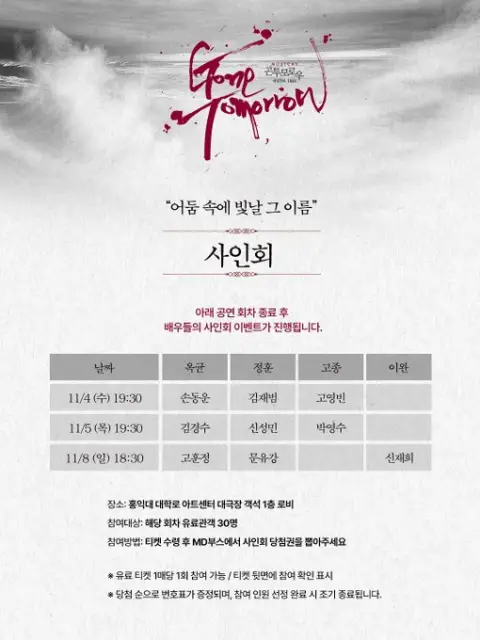 Gone
Tomorrow
MUSICAL
곤투모로우
"어둠 속에 빛날 그 이름"
사인회
아래 공연 회차 종료 후
배우들의 사인회 이벤트가 진행됩니다.
날짜 옥균 정훈 고종 이완
11/4 (수) 19:30 손동운 김재범 고영빈
11/5 (목) 19:30 김경수 신성민 박영수
11/8 (일) 18:30 고훈정 문유강 신재희
장소: 홍익대 대학로 아트센터 대극장 객석 1층 로비
참여대상: 해당 회차 유료관객 30명
참여방법: 티켓 수령 후 MD부스에서 사인회 당첨권을 뽑아주세요
※ 유료 티켓 1매당 1회 참여 가능 / 티켓 뒷면에 참여 확인 표시
※ 당첨 순으로 번호표가 증정되며, 참여 인원 선정 완료 시 조기 종료됩니다.